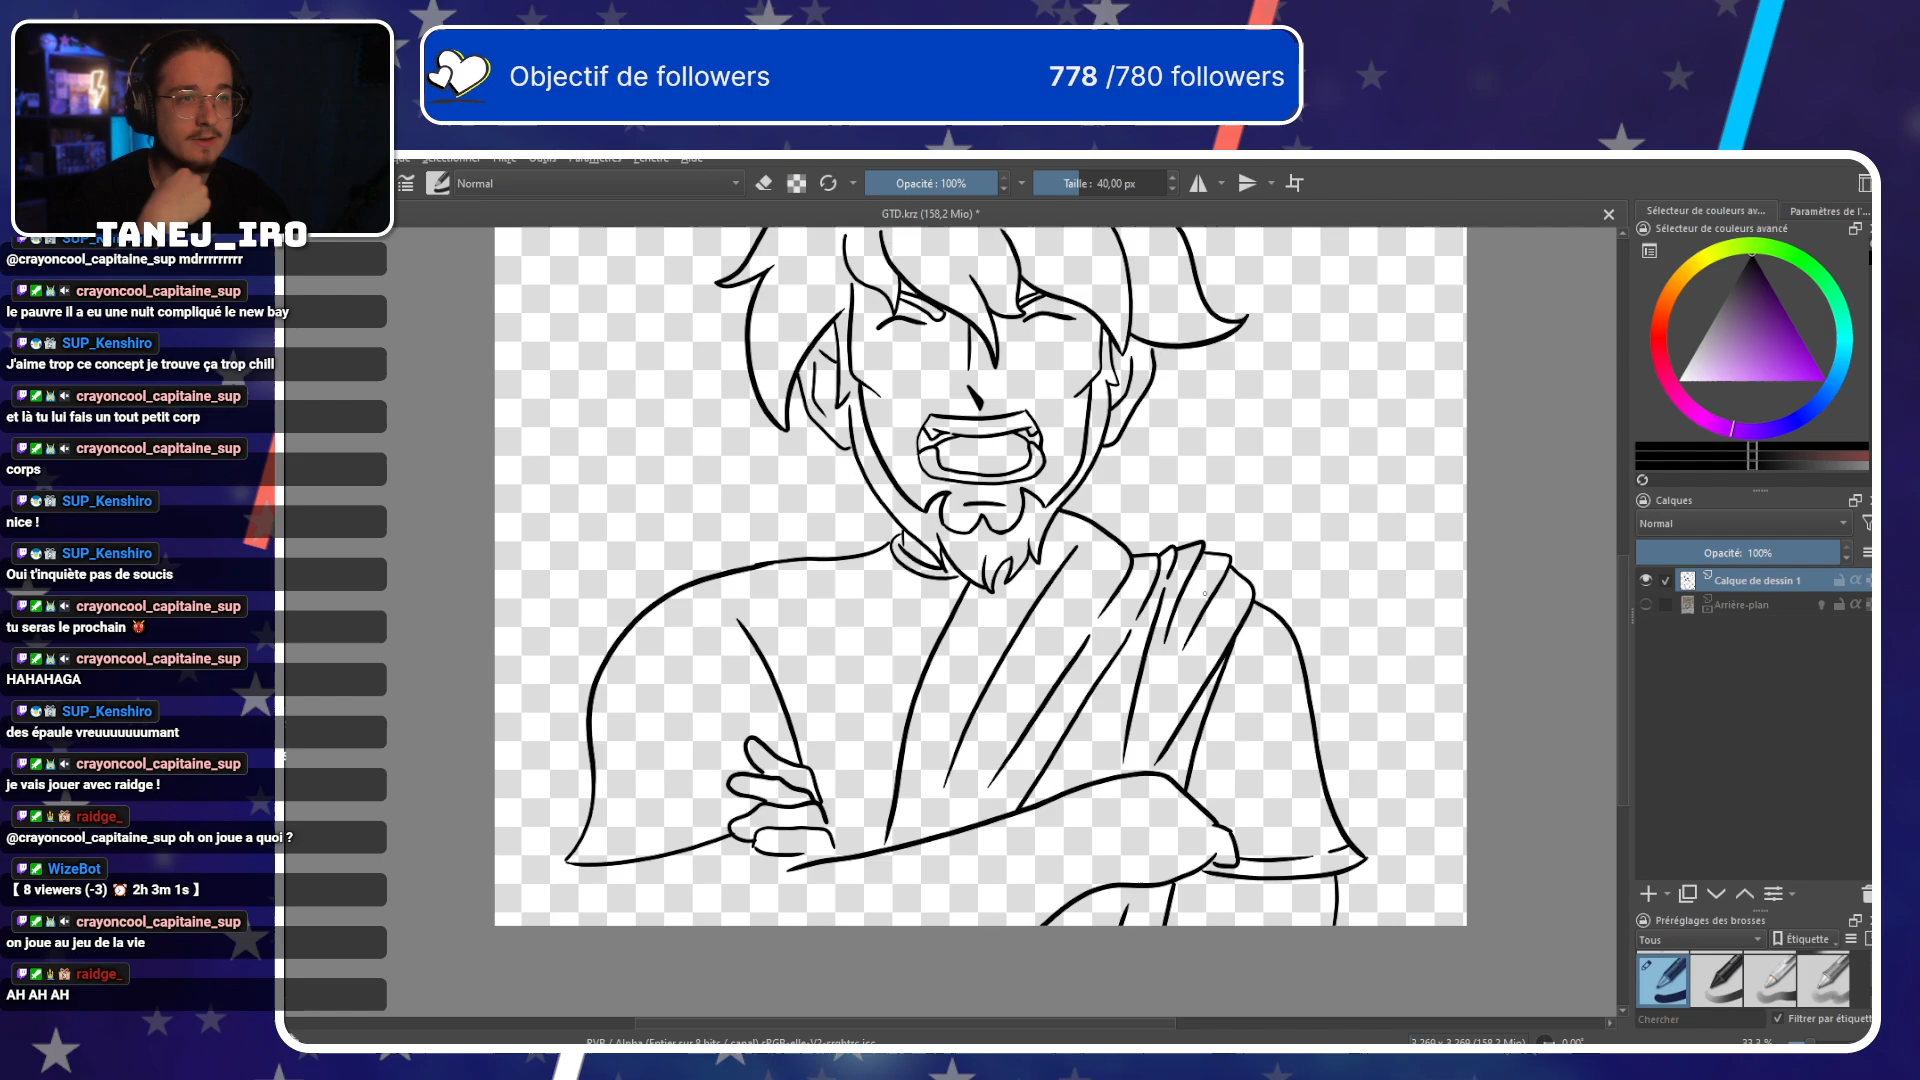 Objectif de followers
778 /780 followers
TANEJ_IRO
@crayoncool_capitaine_sup mdrrrrrrrrr
crayoncool_capitaine_sup
le pauvre il a eu une nuit compliqué le new bay
SUP_Kenshiro
J'aime trop ce concept je trouve ça trop chill
crayoncool_capitaine_sup
et là tu lui fais un tout petit corp
crayoncool_capitaine_sup
corps
SUP_Kenshiro
nice !
SUP_Kenshiro
Oui t'inquiète pas de soucis
crayoncool_capitaine_sup
tu seras le prochain 👹
crayoncool_capitaine_sup
HAHAHAGA
SUP_Kenshiro
des épaule vreuuuuuuumant
crayoncool_capitaine_sup
je vais jouer avec raidge !
raidge_
@crayoncool_capitaine_sup oh on joue a quoi ?
WizeBot
【 8 viewers (-3) ⏰ 2h 3m 1s 】
crayoncool_capitaine_sup
on joue au jeu de la vie
raidge_
AH AH AH
Normal
Opacité : 100%
Taille : 40,00 px
GTD.krz (158,2 Mio) *
Sélecteur de couleurs av...
Paramètres de l'...
Sélecteur de couleurs avancé
Calques
Normal
Opacité: 100%
Calque de dessin 1
Arrière-plan
Préréglages des brosses
Tous
Étiquette
Chercher
Filtrer par étiquett